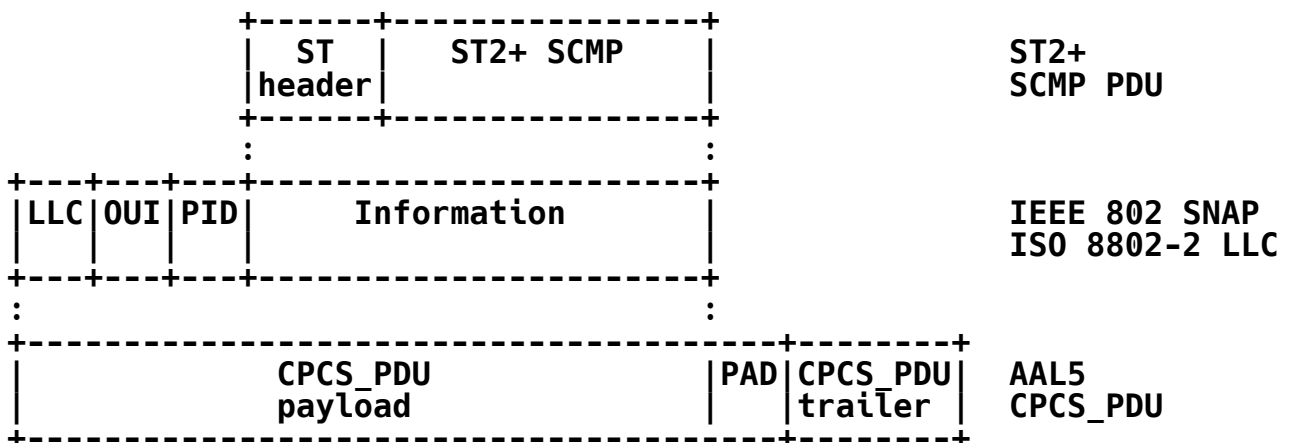 +------+----------------+
| ST | ST2+ SCMP | ST2+
|header| | SCMP PDU
+------+----------------+
: :
+---+---+---+-----------------------+
|LLC|OUI|PID| Information | IEEE 802 SNAP
| | | | | ISO 8802-2 LLC
+---+---+---+-----------------------+
: :
+---------------------------------------+--------+
| CPCS_PDU |PAD|CPCS_PDU| AAL5
| payload | |trailer | CPCS_PDU
+---------------------------------------+--------+